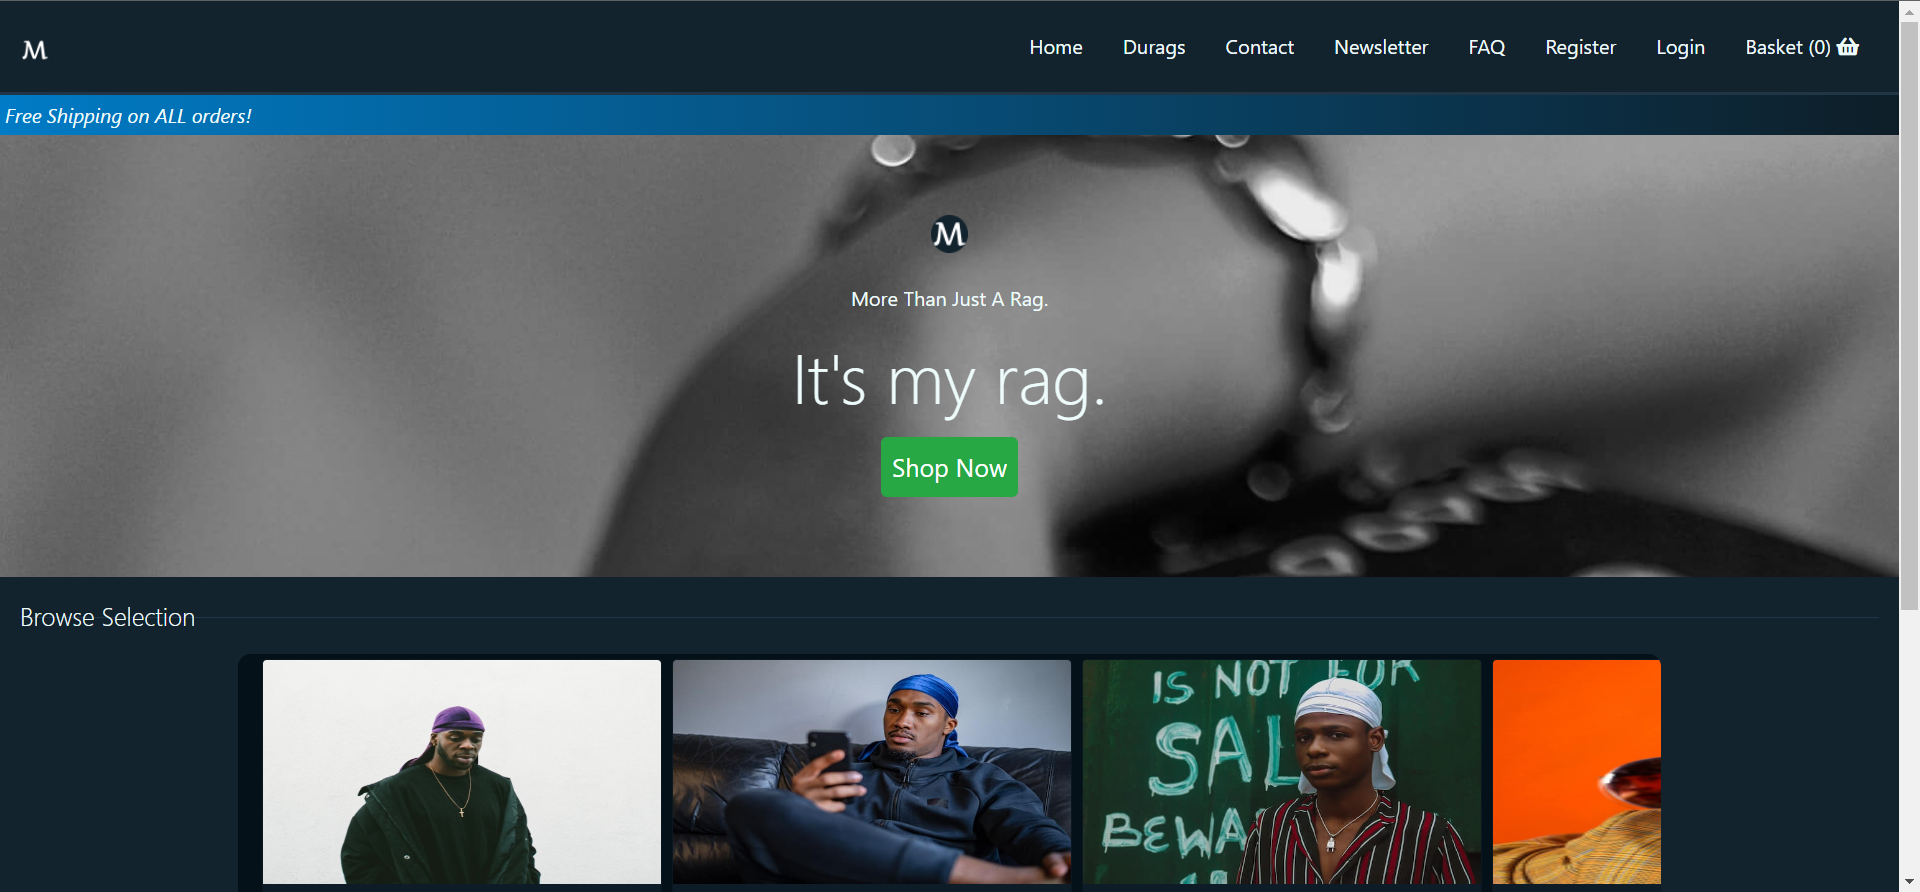 M
Home Durags Contact Newsletter FAQ Register Login Basket (0)
Free Shipping on ALL orders!
M
More Than Just A Rag.
It's my rag.
Shop Now
Browse Selection
IS NOT FOR
SAL
BEWA